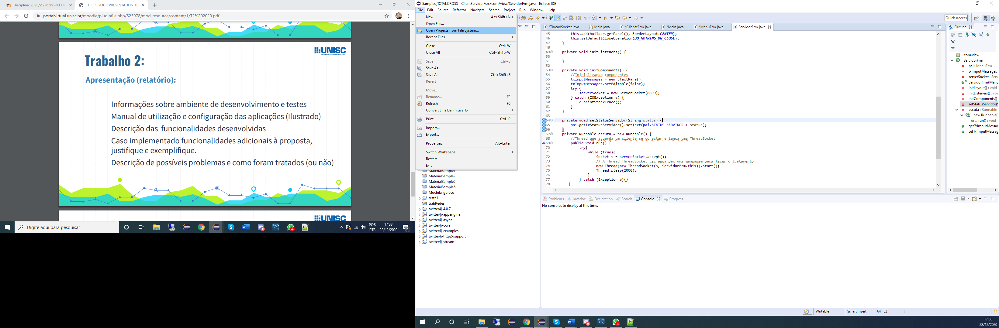 Disciplina: 2020/2 - (6568-8000)
THIS IS YOUR PRESENTATION TIT
portalvirtual.unisc.br/moodle/pluginfile.php/523978/mod_resource/content/1/T2%202020.pdf
UNISC
Trabalho 2:
Apresentação (relatório):
Informações sobre ambiente de desenvolvimento e testes
Manual de utilização e configuração das aplicações (Ilustrado)
Descrição das funcionalidades desenvolvidas
Caso implementado funcionalidades adicionais à proposta,
justifique e exemplifique.
Descrição de possíveis problemas e como foram tratados (ou não)
UNISC
Digite aqui para pesquisar
4
POR
PTB
17:38
22/12/2020
4
Samples_TOTALCROSS - ClientServidor/src/com/view/ServidorFrm.java - Eclipse IDE
File Edit Source Refactor Navigate Search Project Run Window Help
Quick Access
New Alt+Shift+N >
Open File...
Open Projects from File System...
Recent Files >
Close Ctrl+W
Close All Ctrl+Shift+W
Save Ctrl+S
Save As...
Save All Ctrl+Shift+S
Revert
Move...
Rename... F2
Refresh F5
Convert Line Delimiters To >
Print... Ctrl+P
Import...
Export...
Properties Alt+Enter
Switch Workspace >
Restart
Exit
MaterialSample1
MaterialSample2
MaterialSample5
MaterialSample6
Mochila_guloso
teste1
trabRedes
twitter4j-4.0.7
twitter4j-appengine
twitter4j-async
twitter4j-core
twitter4j-examples
twitter4j-http2-support
twitter4j-stream
*ThreadSocket.java Main.java *ClienteFrm.java *Main.java *MenuFrm.java ServidorFrm.java
45 this.add(builder.getPanel(), BorderLayout.CENTER);
46 this.setDefaultCloseOperation(DO_NOTHING_ON_CLOSE);
47 }
48
49 private void initListeners() {
50
51 }
52
53 private void initComponents() {
54 //Inicializando componentes
55 txImputMessages = new JTextPane();
56 txImputMessages.setEditable(false);
57 try {
58 serverSocket = new ServerSocket(8899);
59 } catch (IOException e) {
60 e.printStackTrace();
61 }
62 }
63
64 private void setStatusServidor(String status) {
65 pai.getTxStatusServidor().setText(pai.STATUS_SERVIDOR + status);
66 }
67 private Runnable escuta = new Runnable() {
68 //Thread que aguarda um cliente se conectar e lança uma ThreadSocket
69 public void run() {
70 try{
71 while (true){
72 Socket s = serverSocket.accept();
73 // A Thread ThreadSocket vai aguardar uma mensagem para fazer o tratamento
74 new Thread(new ThreadSocket(s, ServidorFrm.this)).start();
75 Thread.sleep(2000);
76 }
77 } catch (Exception e){}
78 }
Outline
com.view
ServidorFrm
pai : MenuFrm
txImputMessages
serverSocket : Serv
ServidorFrm(Menu
initLayout() : void
initListeners() : voi
initComponents()
setStatusServidor(S
escuta : Runnable
new Runnable()
run() : void
getTxImputMessag
setTxImputMessag
Problems Javadoc Declaration Search Console Progress
No consoles to display at this time.
Writable Smart Insert 64 : 52
4
17:38
22/12/2020